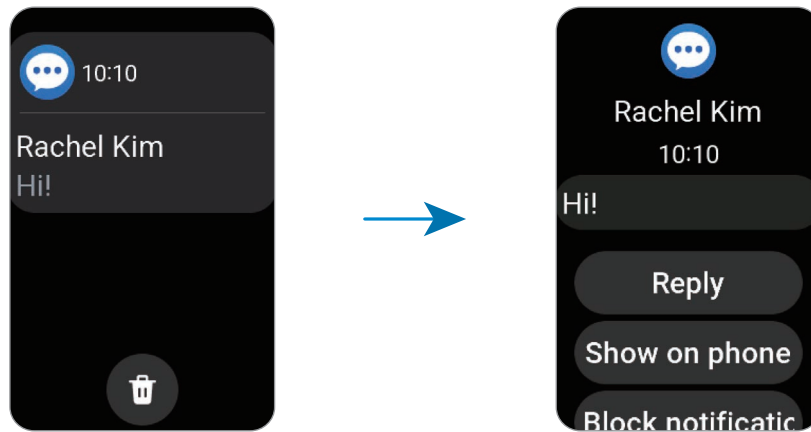 10:10
Rachel Kim
Hi!
Rachel Kim
10:10
Hi!
Reply
Show on phone
Block notificatic